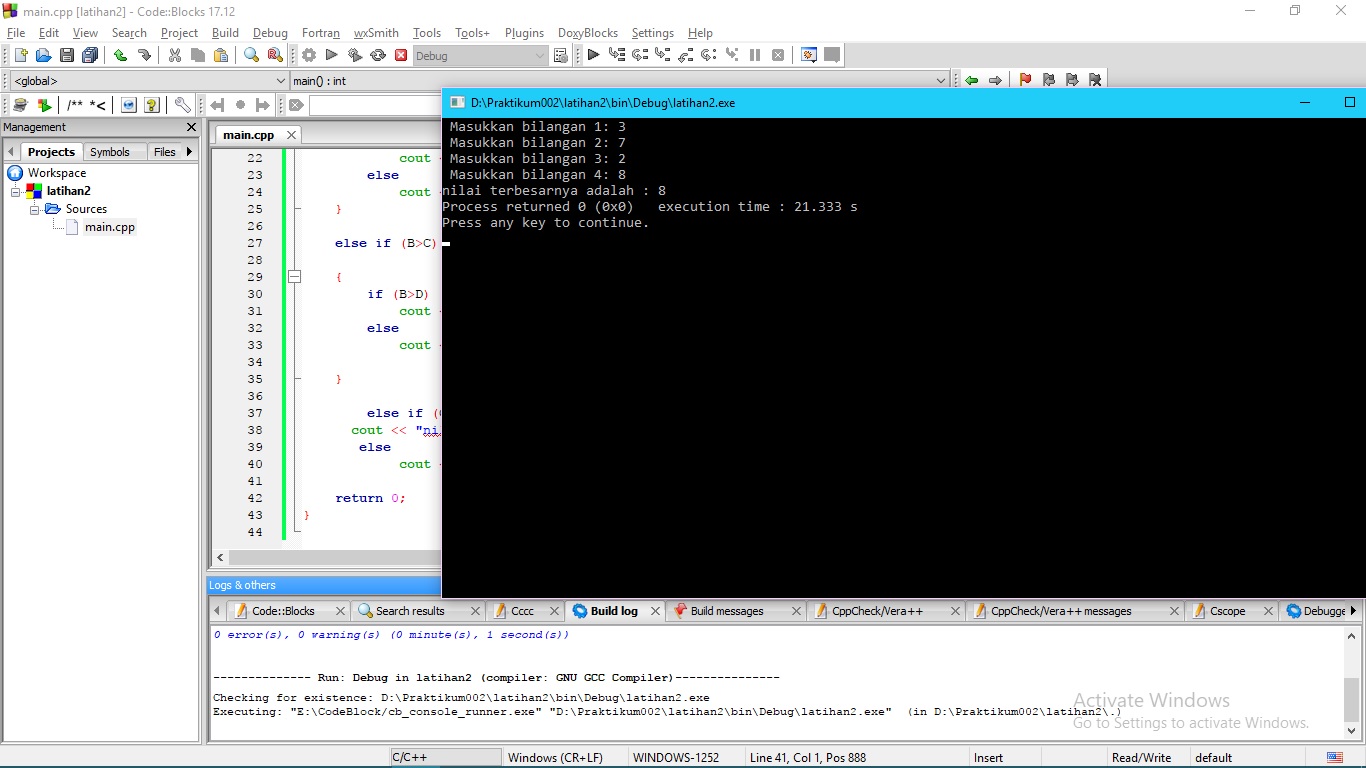 main.cpp [latihan2] - Code::Blocks 17.12
File Edit View Search Project Build Debug Fortran wxSmith Tools Tools+ Plugins DoxyBlocks Settings Help
Debug
<global> main() : int
/** *<
D:\Praktikum002\latihan2\bin\Debug\latihan2.exe
Management
Projects Symbols Files
Workspace
latihan2
Sources
main.cpp
main.cpp
22 cout
23 else
24 cout
25 }
26
27 else if (B>C)
28
29 {
30 if (B>D)
31 cout
32 else
33 cout
34
35 }
36
37 else if (
38 cout << "ni
39 else
40 cout
41
42 return 0;
43 }
44
Masukkan bilangan 1: 3
Masukkan bilangan 2: 7
Masukkan bilangan 3: 2
Masukkan bilangan 4: 8
nilai terbesarnya adalah : 8
Process returned 0 (0x0) execution time : 21.333 s
Press any key to continue.
Logs & others
Code::Blocks Search results Cccc Build log Build messages CppCheck/Vera++ CppCheck/Vera++ messages Cscope Debugge
0 error(s), 0 warning(s) (0 minute(s), 1 second(s))
-------------- Run: Debug in latihan2 (compiler: GNU GCC Compiler)---------------
Checking for existence: D:\Praktikum002\latihan2\bin\Debug\latihan2.exe
Executing: "E:\CodeBlock/cb_console_runner.exe" "D:\Praktikum002\latihan2\bin\Debug\latihan2.exe" (in D:\Praktikum002\latihan2\.)
Activate Windows
Go to Settings to activate Windows.
C/C++ Windows (CR+LF) WINDOWS-1252 Line 41, Col 1, Pos 888 Insert Read/Write default